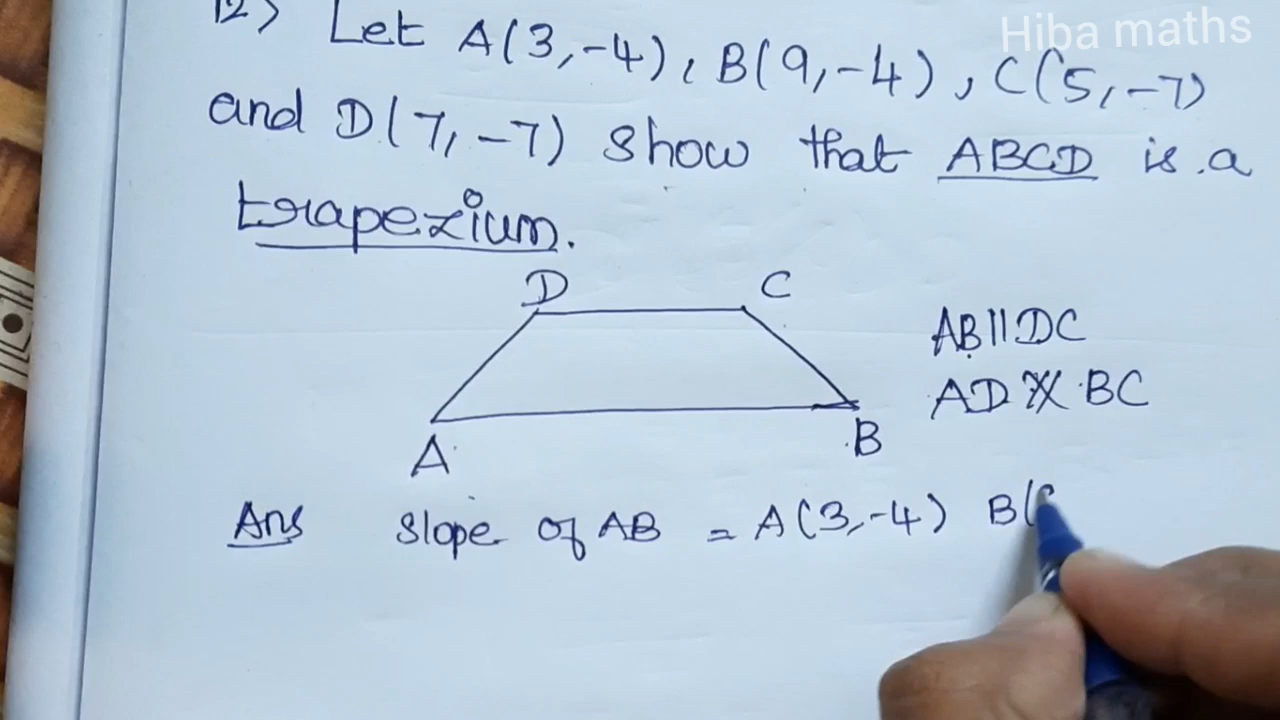 Hiba maths
12) Let A(3,-4), B(9,-4), C(5,-7)
and D(7,-7) show that ABCD is a
trapezium.
D C
AB||DC
AD ∦ BC
A B
Ans slope of AB = A(3,-4) B(